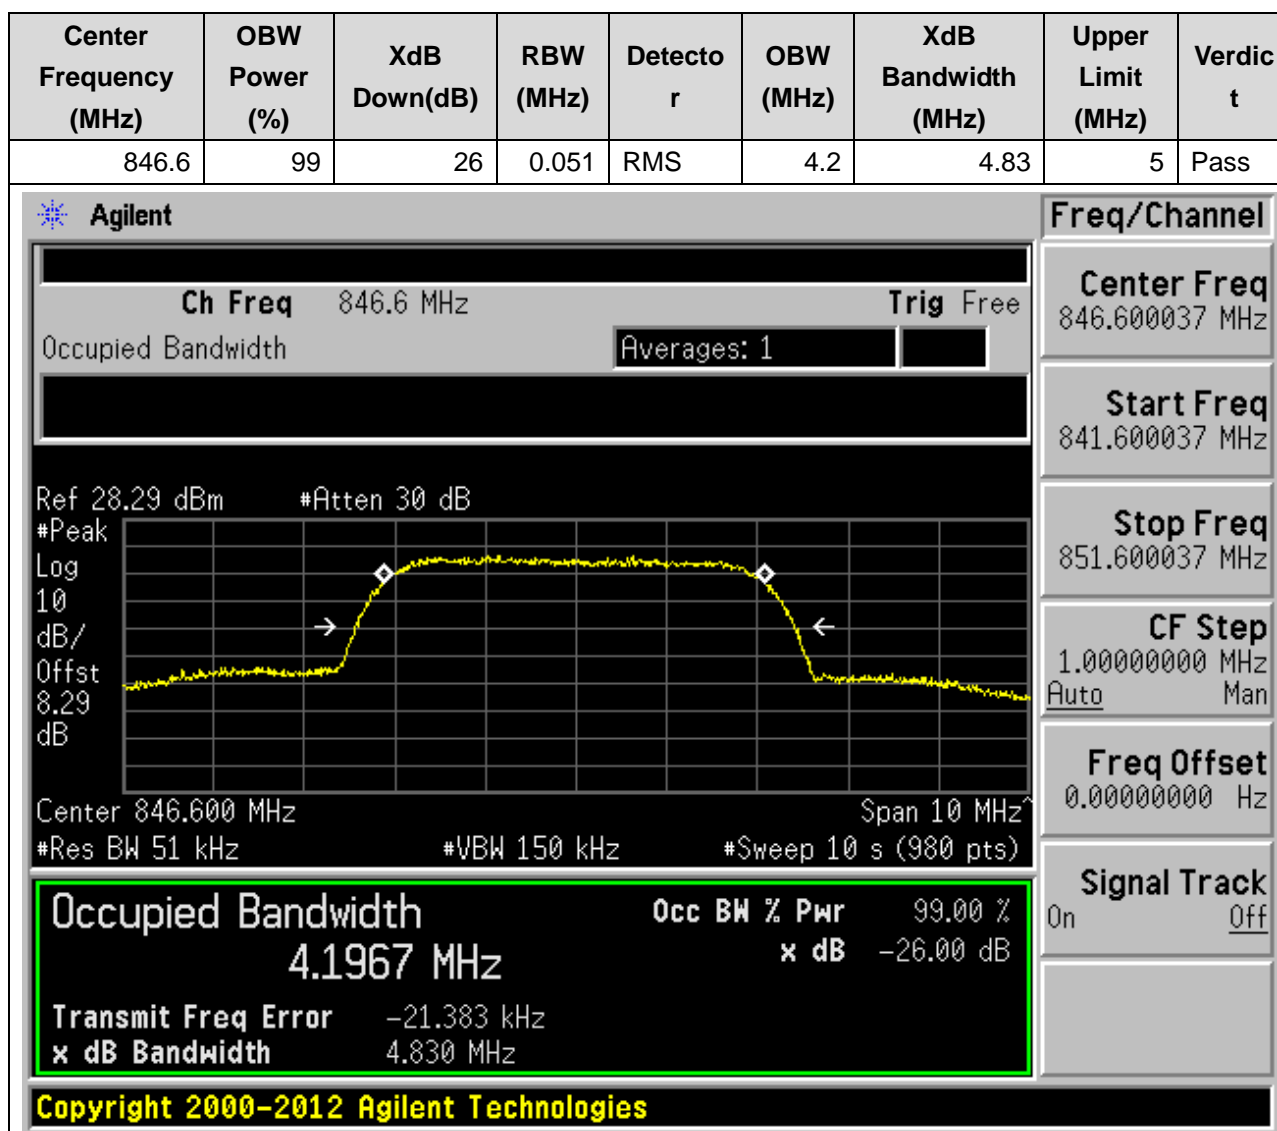 Center Frequency (MHz) OBW Power (%) XdB Down(dB) RBW (MHz) Detecto r OBW (MHz) XdB Bandwidth (MHz) Upper Limit (MHz) Verdic t
846.6 99 26 0.051 RMS 4.2 4.83 5 Pass
Agilent
Freq/Channel
Ch Freq 846.6 MHz Trig Free
Occupied Bandwidth Averages: 1
Center Freq
846.600037 MHz
Start Freq
841.600037 MHz
Stop Freq
851.600037 MHz
CF Step
1.00000000 MHz
Auto Man
Freq Offset
0.00000000 Hz
Signal Track
On Off
Ref 28.29 dBm #Atten 30 dB
#Peak
Log
10
dB/
Offst
8.29
dB
Center 846.600 MHz Span 10 MHz^
#Res BW 51 kHz #VBW 150 kHz #Sweep 10 s (980 pts)
Occupied Bandwidth Occ BW % Pwr 99.00 %
4.1967 MHz x dB -26.00 dB
Transmit Freq Error -21.383 kHz
x dB Bandwidth 4.830 MHz
Copyright 2000-2012 Agilent Technologies